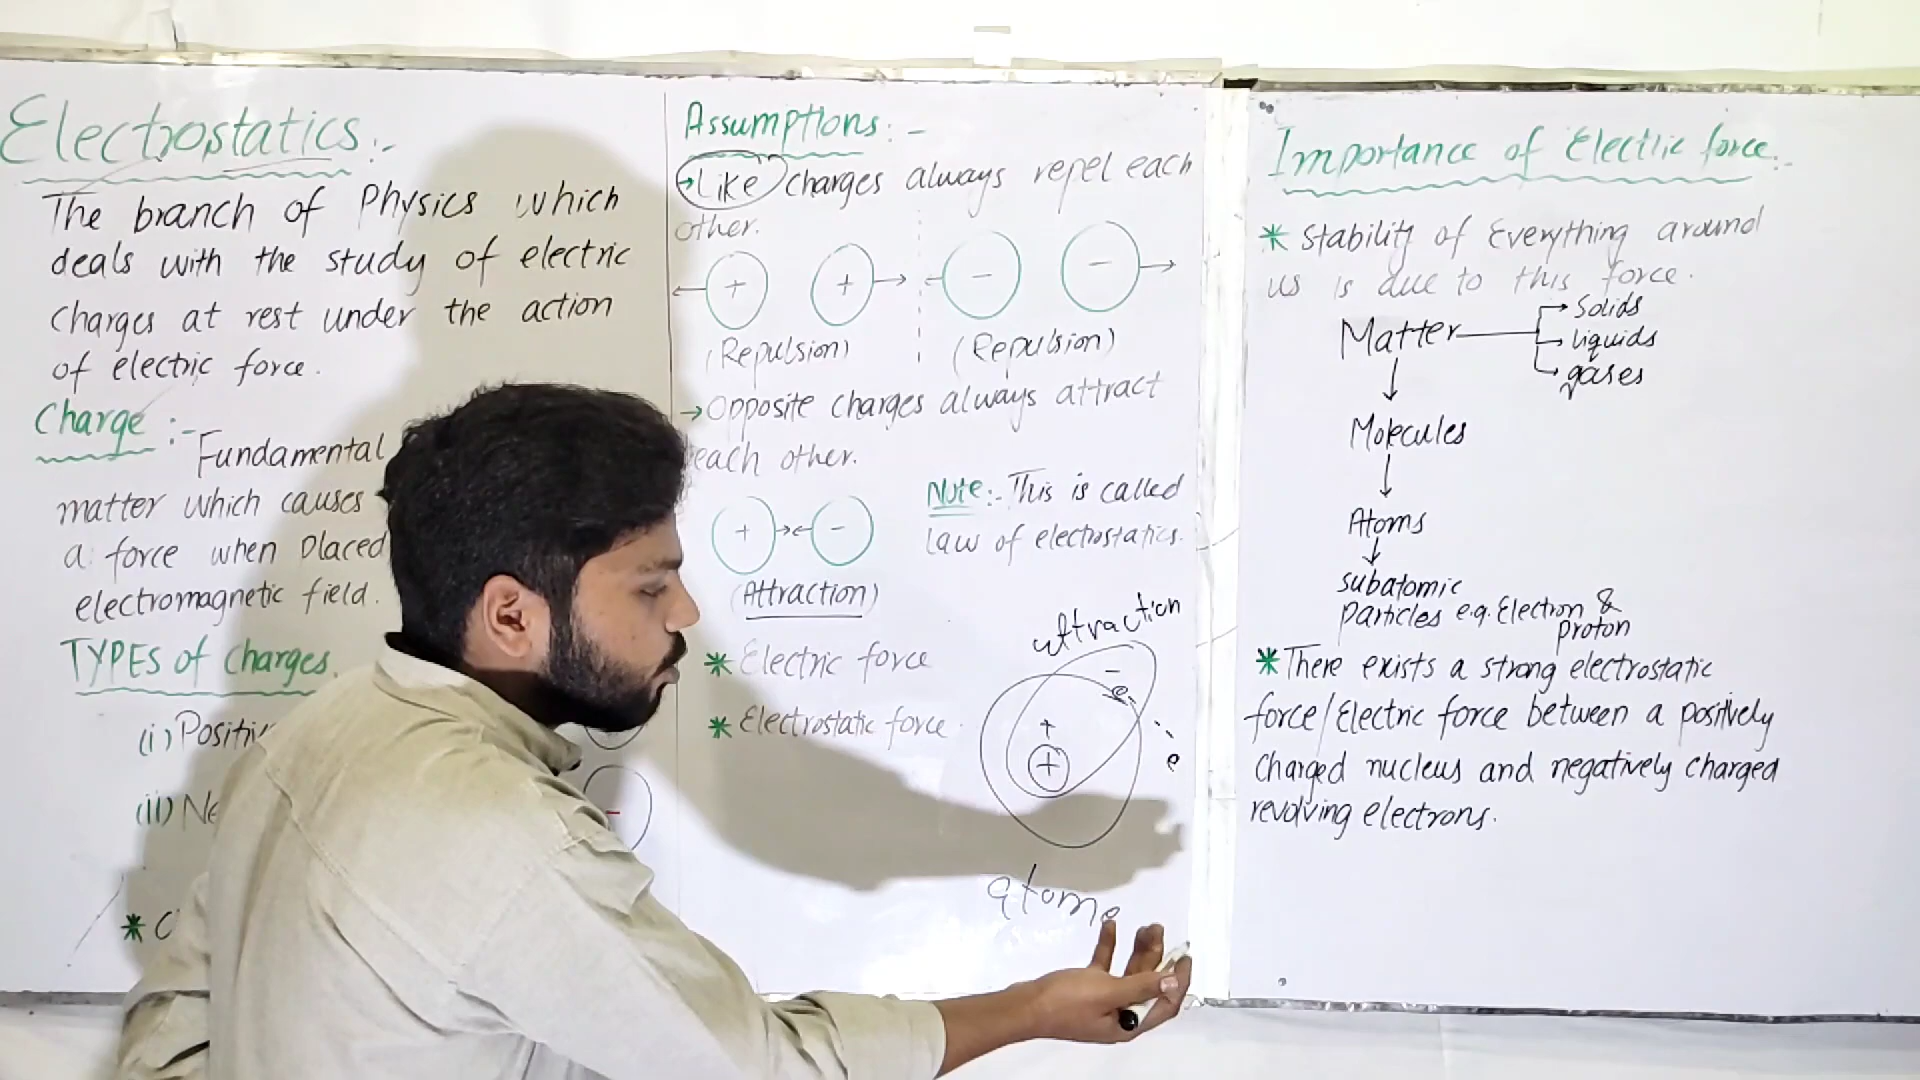 Electrostatics:-
The branch of Physics which
deals with the study of electric
charges at rest under the action
of electric force.
Charge :-
Fundamental
matter which causes
a force when placed
electromagnetic field.
TYPES of Charges.
(i) Positiv
(ii) Ne
-
* C
Assumptions:-
→Like charges always repel each
other.
+ + - -
(Repulsion) (Repulsion)
→Opposite charges always attract
each other.
Note:- This is called
law of electrostatics.
+ -
(Attraction)
* Electric force
* Electrostatic force
attraction
-
e
+
+
e
atom
Importance of Electric force:-
* Stability of Everything around
us is due to this force.
Matter
Solids
liquids
gases
Molecules
Atoms
subatomic
Particles e.g. Electron &
proton
*There exists a strong electrostatic
force/Electric force between a positively
charged nucleus and negatively charged
revolving electrons.